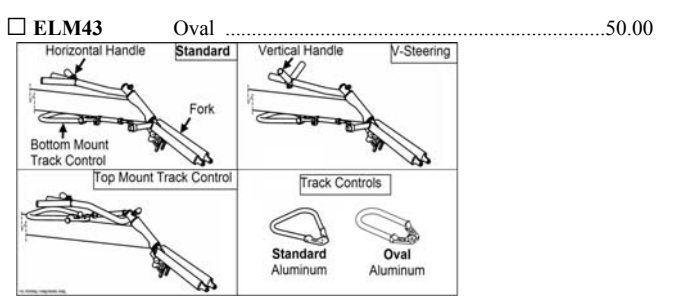 ☐ ELM43 Oval ..................................................................50.00
Horizontal Handle Standard
Fork
Bottom Mount
Track Control
Vertical Handle V-Steering
Top Mount Track Control
Track Controls
Standard Oval
Aluminum Aluminum